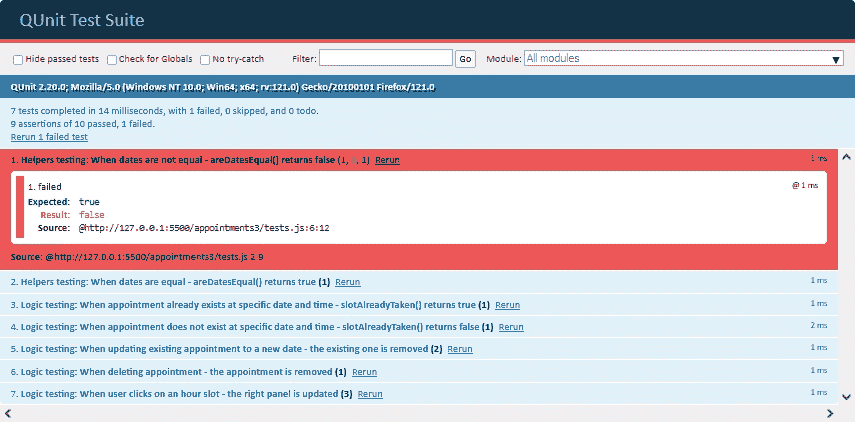 QUnit Test Suite
Hide passed tests Check for Globals No try-catch Filter: Go Module: All modules
QUnit 2.20.0; Mozilla/5.0 (Windows NT 10.0; Win64; x64; rv:121.0) Gecko/20100101 Firefox/121.0
7 tests completed in 14 milliseconds, with 1 failed, 0 skipped, and 0 todo.
9 assertions of 10 passed, 1 failed.
Rerun 1 failed test
1. Helpers testing: When dates are not equal - areDatesEqual() returns false (1, , 1) Rerun ms
1. failed @ 1 ms
Expected: true
Result: false
Source: @http://127.0.0.1:5500/appointments3/tests.js:6:12
Source: @http://127.0.0.1:5500/appointments3/tests.js:2:9
2. Helpers testing: When dates are equal - areDatesEqual() returns true (1) Rerun 1 ms
3. Logic testing: When appointment already exists at specific date and time - slotAlreadyTaken() returns true (1) Rerun 1 ms
4. Logic testing: When appointment does not exist at specific date and time - slotAlreadyTaken() returns false (1) Rerun 2 ms
5. Logic testing: When updating existing appointment to a new date - the existing one is removed (2) Rerun 1 ms
6. Logic testing: When deleting appointment - the appointment is removed (1) Rerun 1 ms
7. Logic testing: When user clicks on an hour slot - the right panel is updated (3) Rerun 1 ms